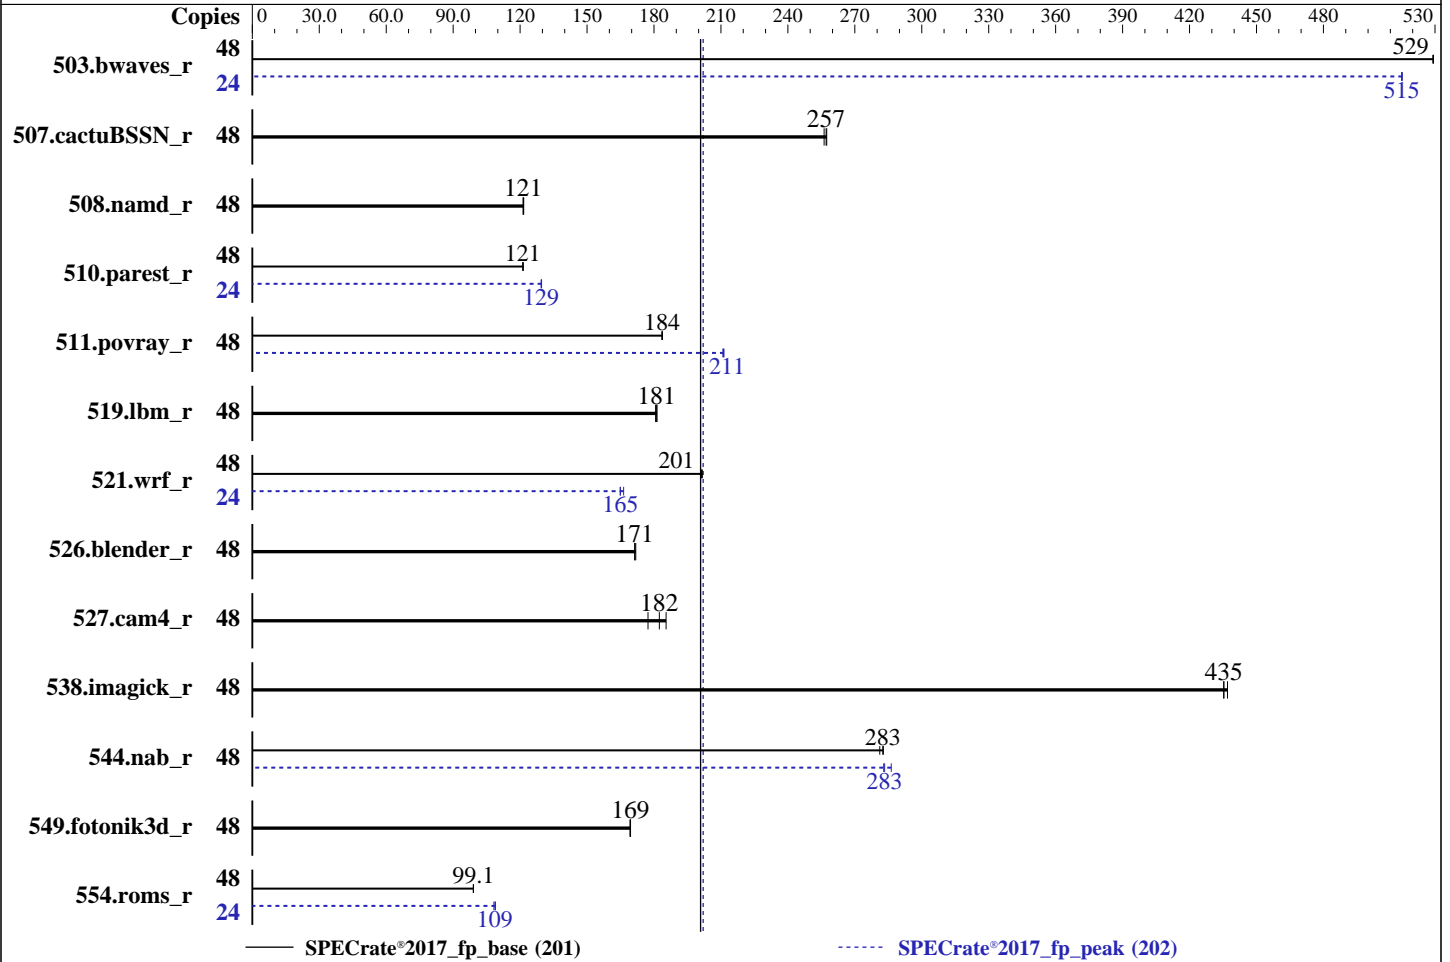 Copies 0 30.0 60.0 90.0 120 150 180 210 240 270 300 330 360 390 420 450 480 530
503.bwaves_r 48 529
24 515
507.cactuBSSN_r 48 257
508.namd_r 48 121
510.parest_r 48 121
24 129
511.povray_r 48 184
211
519.lbm_r 48 181
521.wrf_r 48 201
24 165
526.blender_r 48 171
527.cam4_r 48 182
538.imagick_r 48 435
544.nab_r 48 283
283
549.fotonik3d_r 48 169
554.roms_r 48 99.1
24 109
SPECrate®2017_fp_base (201) SPECrate®2017_fp_peak (202)